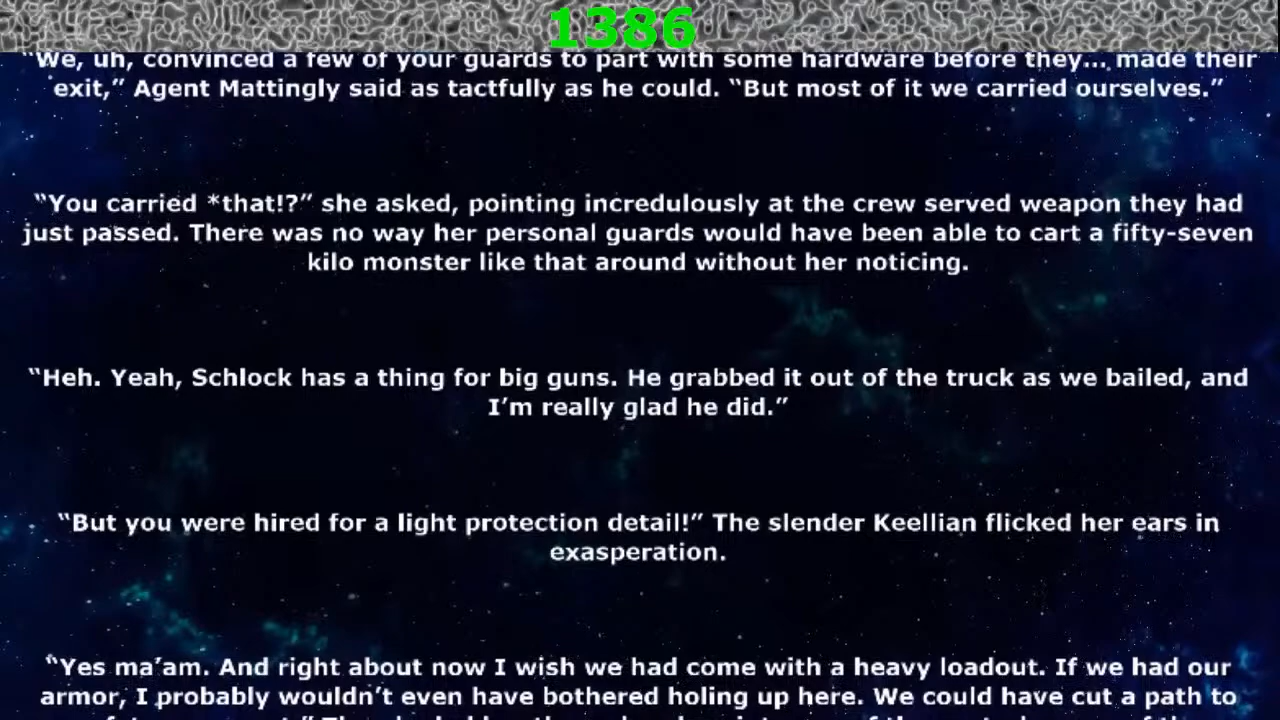 1386
“We, uh, convinced a few of your guards to part with some hardware before they... made their
exit,” Agent Mattingly said as tactfully as he could. “But most of it we carried ourselves.”
“You carried *that!?” she asked, pointing incredulously at the crew served weapon they had
just passed. There was no way her personal guards would have been able to cart a fifty-seven
kilo monster like that around without her noticing.
“Heh. Yeah, Schlock has a thing for big guns. He grabbed it out of the truck as we bailed, and
I’m really glad he did.”
“But you were hired for a light protection detail!” The slender Keellian flicked her ears in
exasperation.
“Yes ma’am. And right about now I wish we had come with a heavy loadout. If we had our
armor, I probably wouldn’t even have bothered holing up here. We could have cut a path to